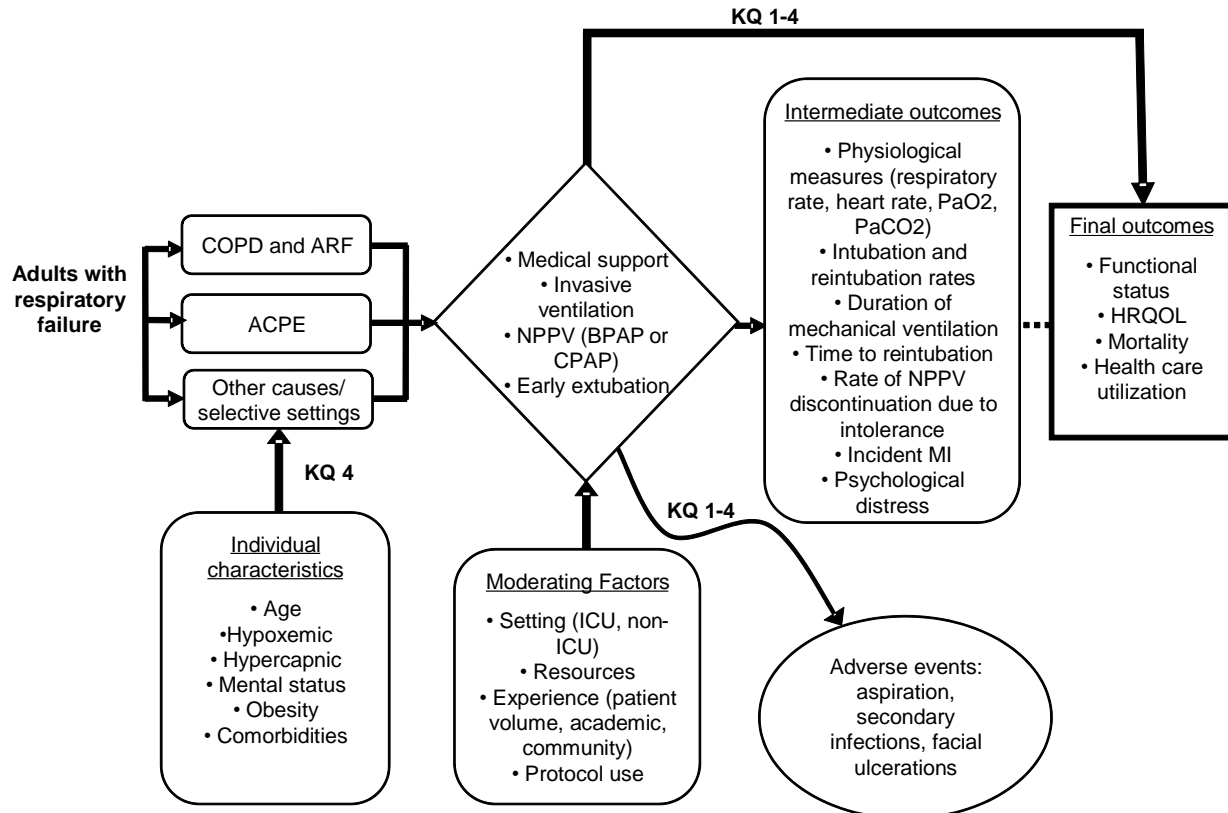 KQ 1-4
Adults with
respiratory
failure
COPD and ARF
ACPE
Other causes/
selective settings
KQ 4
Individual
characteristics
• Age
•Hypoxemic
• Hypercapnic
• Mental status
• Obesity
• Comorbidities
• Medical support
• Invasive
ventilation
• NPPV (BPAP or
CPAP)
• Early extubation
KQ 1-4
Moderating Factors
• Setting (ICU, non-
ICU)
• Resources
• Experience (patient
volume, academic,
community)
• Protocol use
Intermediate outcomes
• Physiological
measures (respiratory
rate, heart rate, PaO2,
PaCO2)
• Intubation and
reintubation rates
• Duration of
mechanical ventilation
• Time to reintubation
• Rate of NPPV
discontinuation due to
intolerance
• Incident MI
• Psychological
distress
Final outcomes
• Functional
status
• HRQOL
• Mortality
• Health care
utilization
Adverse events:
aspiration,
secondary
infections, facial
ulcerations